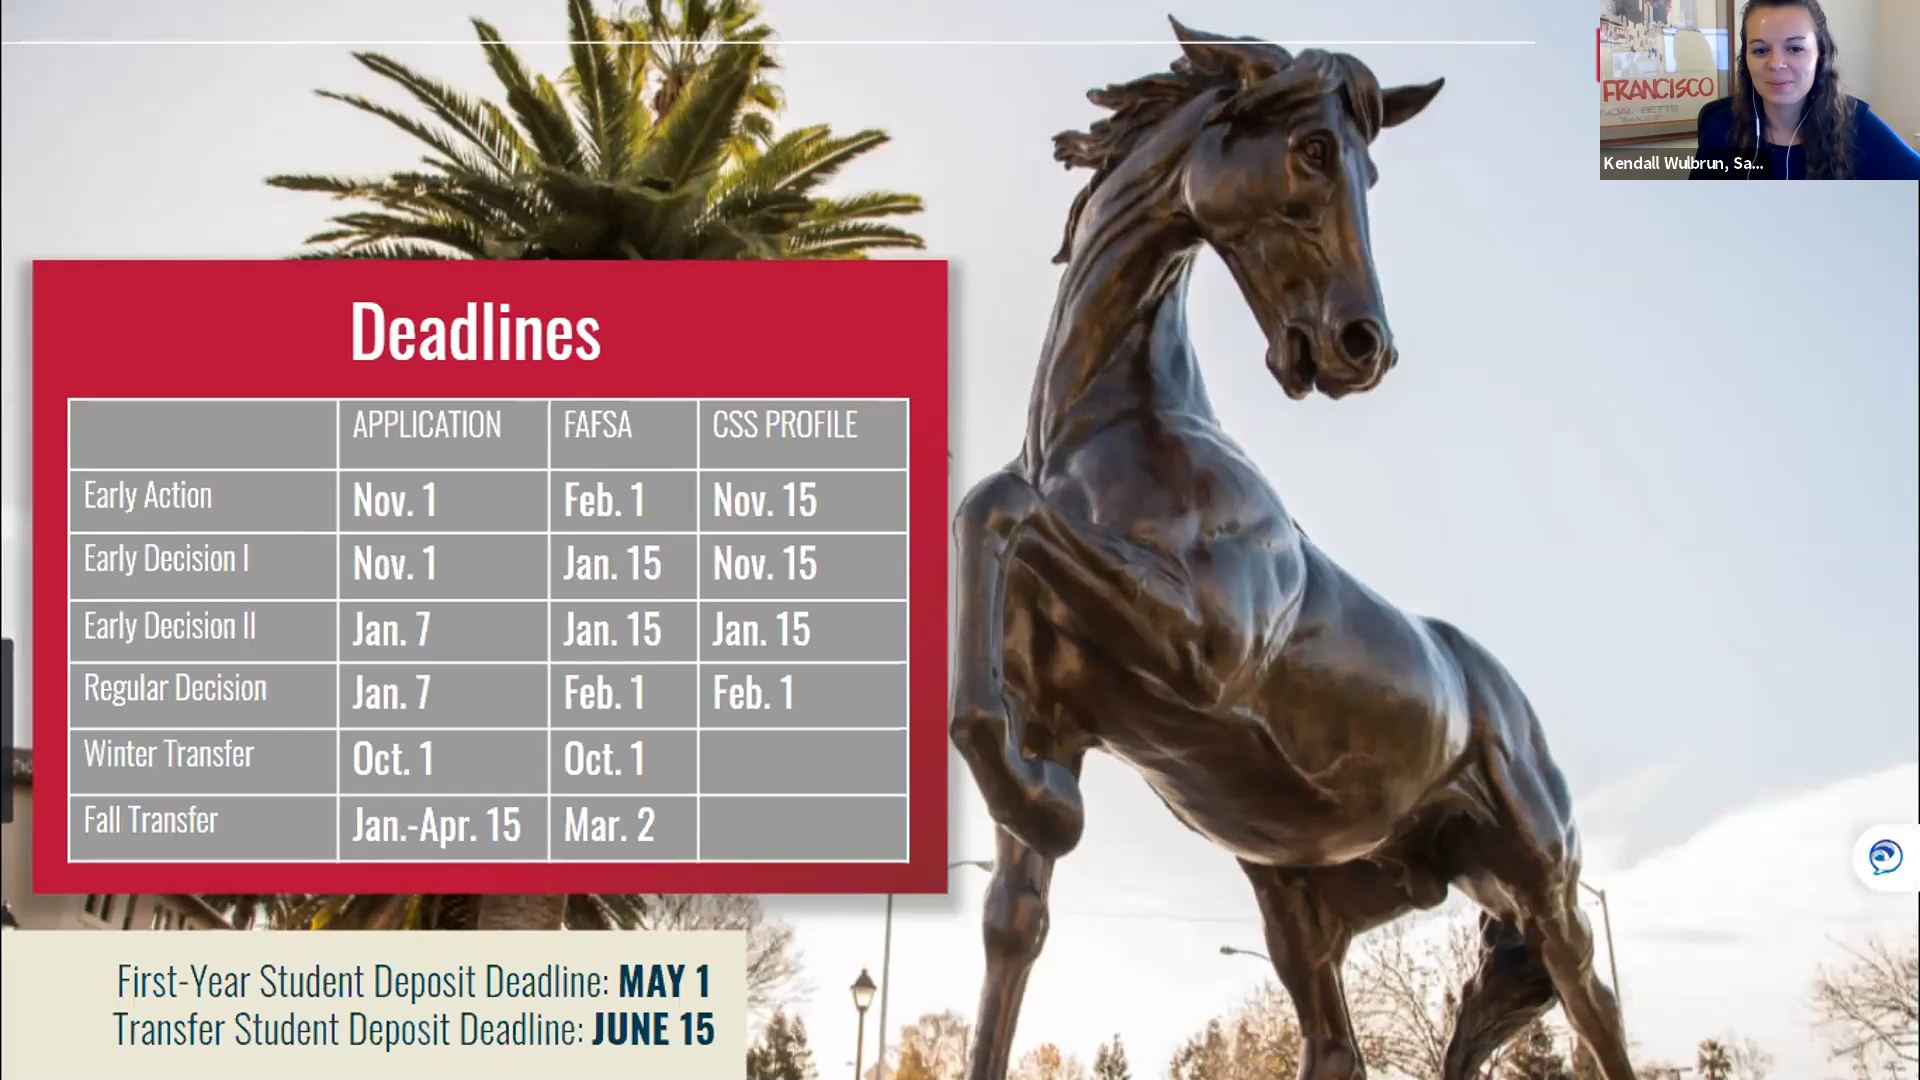 FRANCISCO
Kendall Wulbrun, Sa...
Deadlines
APPLICATION FAFSA CSS PROFILE
Early Action Nov. 1 Feb. 1 Nov. 15
Early Decision I Nov. 1 Jan. 15 Nov. 15
Early Decision II Jan. 7 Jan. 15 Jan. 15
Regular Decision Jan. 7 Feb. 1 Feb. 1
Winter Transfer Oct. 1 Oct. 1
Fall Transfer Jan.-Apr. 15 Mar. 2
First-Year Student Deposit Deadline: MAY 1
Transfer Student Deposit Deadline: JUNE 15